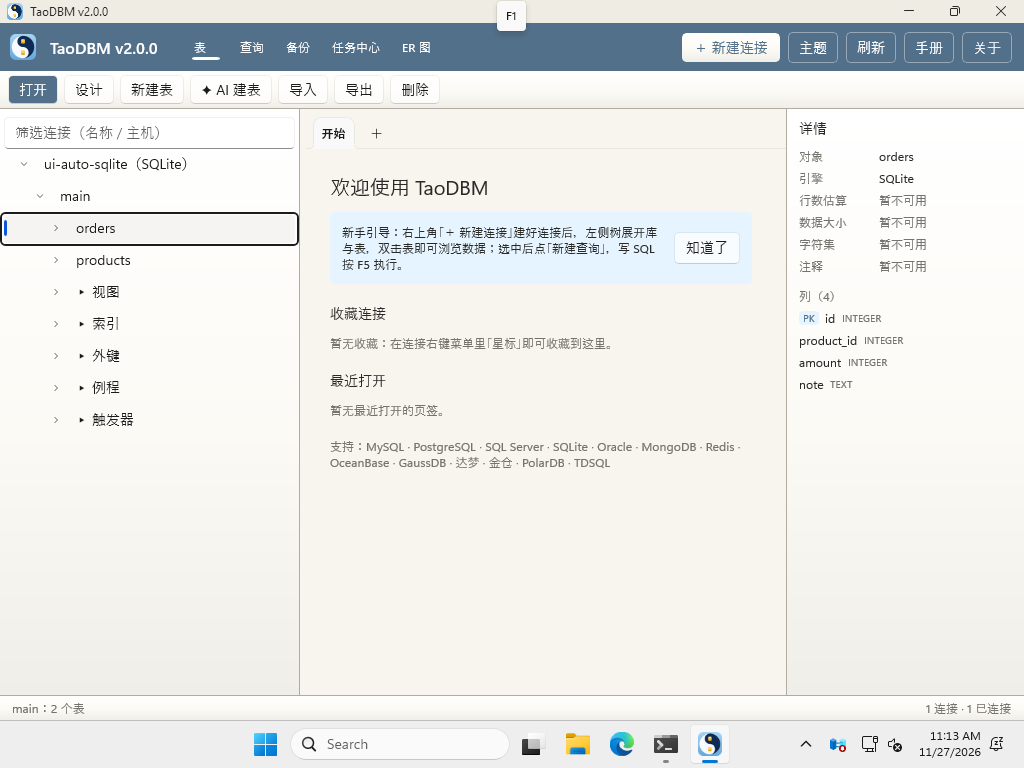 TaoDBM v2.0.0
F1
TaoDBM v2.0.0
表
查询
备份
任务中心
ER 图
＋ 新建连接
主题
刷新
手册
关于
打开
设计
新建表
✦ AI 建表
导入
导出
删除
筛选连接（名称 / 主机）
ui-auto-sqlite（SQLite）
main
orders
products
视图
索引
外键
例程
触发器
开始
欢迎使用 TaoDBM
新手引导：右上角「＋ 新建连接」建好连接后，左侧树展开库
与表，双击表即可浏览数据；选中后点「新建查询」，写 SQL
按 F5 执行。
知道了
收藏连接
暂无收藏：在连接右键菜单里「星标」即可收藏到这里。
最近打开
暂无最近打开的页签。
支持：MySQL · PostgreSQL · SQL Server · SQLite · Oracle · MongoDB · Redis ·
OceanBase · GaussDB · 达梦 · 金仓 · PolarDB · TDSQL
详情
对象 orders
引擎 SQLite
行数估算 暂不可用
数据大小 暂不可用
字符集 暂不可用
注释 暂不可用
列（4）
PK id INTEGER
product_id INTEGER
amount INTEGER
note TEXT
main：2 个表
1 连接 · 1 已连接
Search
11:13 AM
11/27/2026